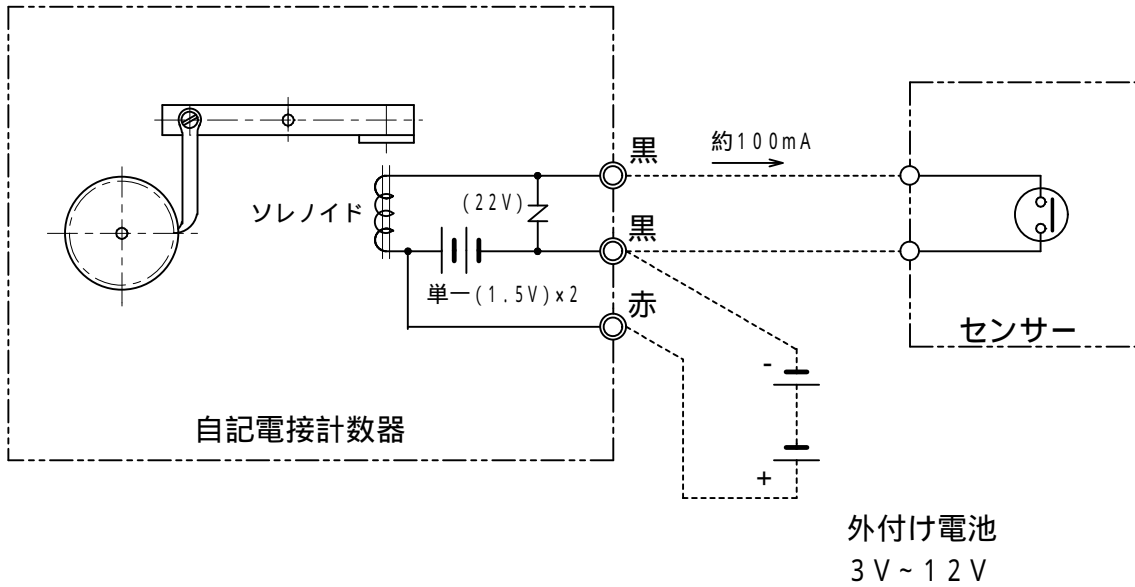 黒
約100mA
(22V)
ソレノイド
黒
単一(1.5V)x2
赤
センサー
-
自記電接計数器
+
外付け電池
3V~12V